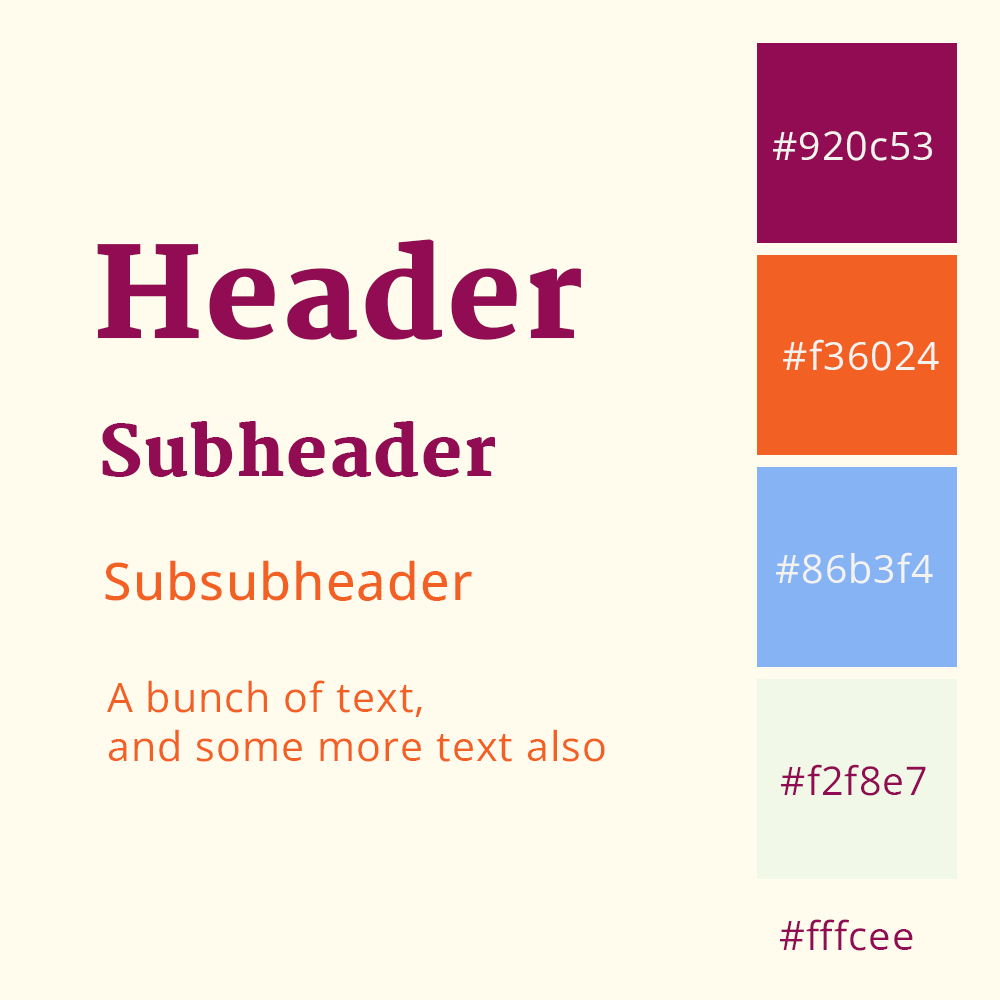 Header
Subheader
Subsubheader
A bunch of text,
and some more text also
#920c53
#f36024
#86b3f4
#f2f8e7
#fffcee